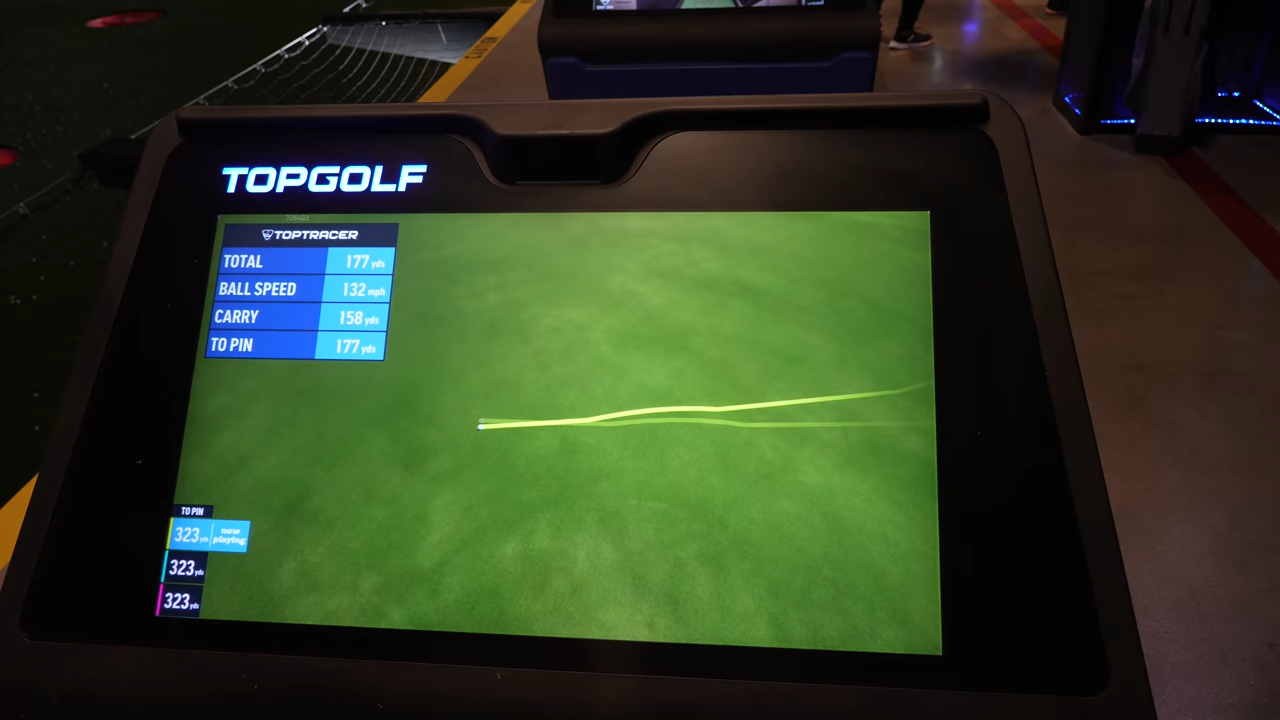 CAUTION
TOPGOLF
TOPTRACER
TOTAL 177 yds
BALL SPEED 132 mph
CARRY 158 yds
TO PIN 177 yds
TO PIN
323 yds now playing
323 yds
323 yds